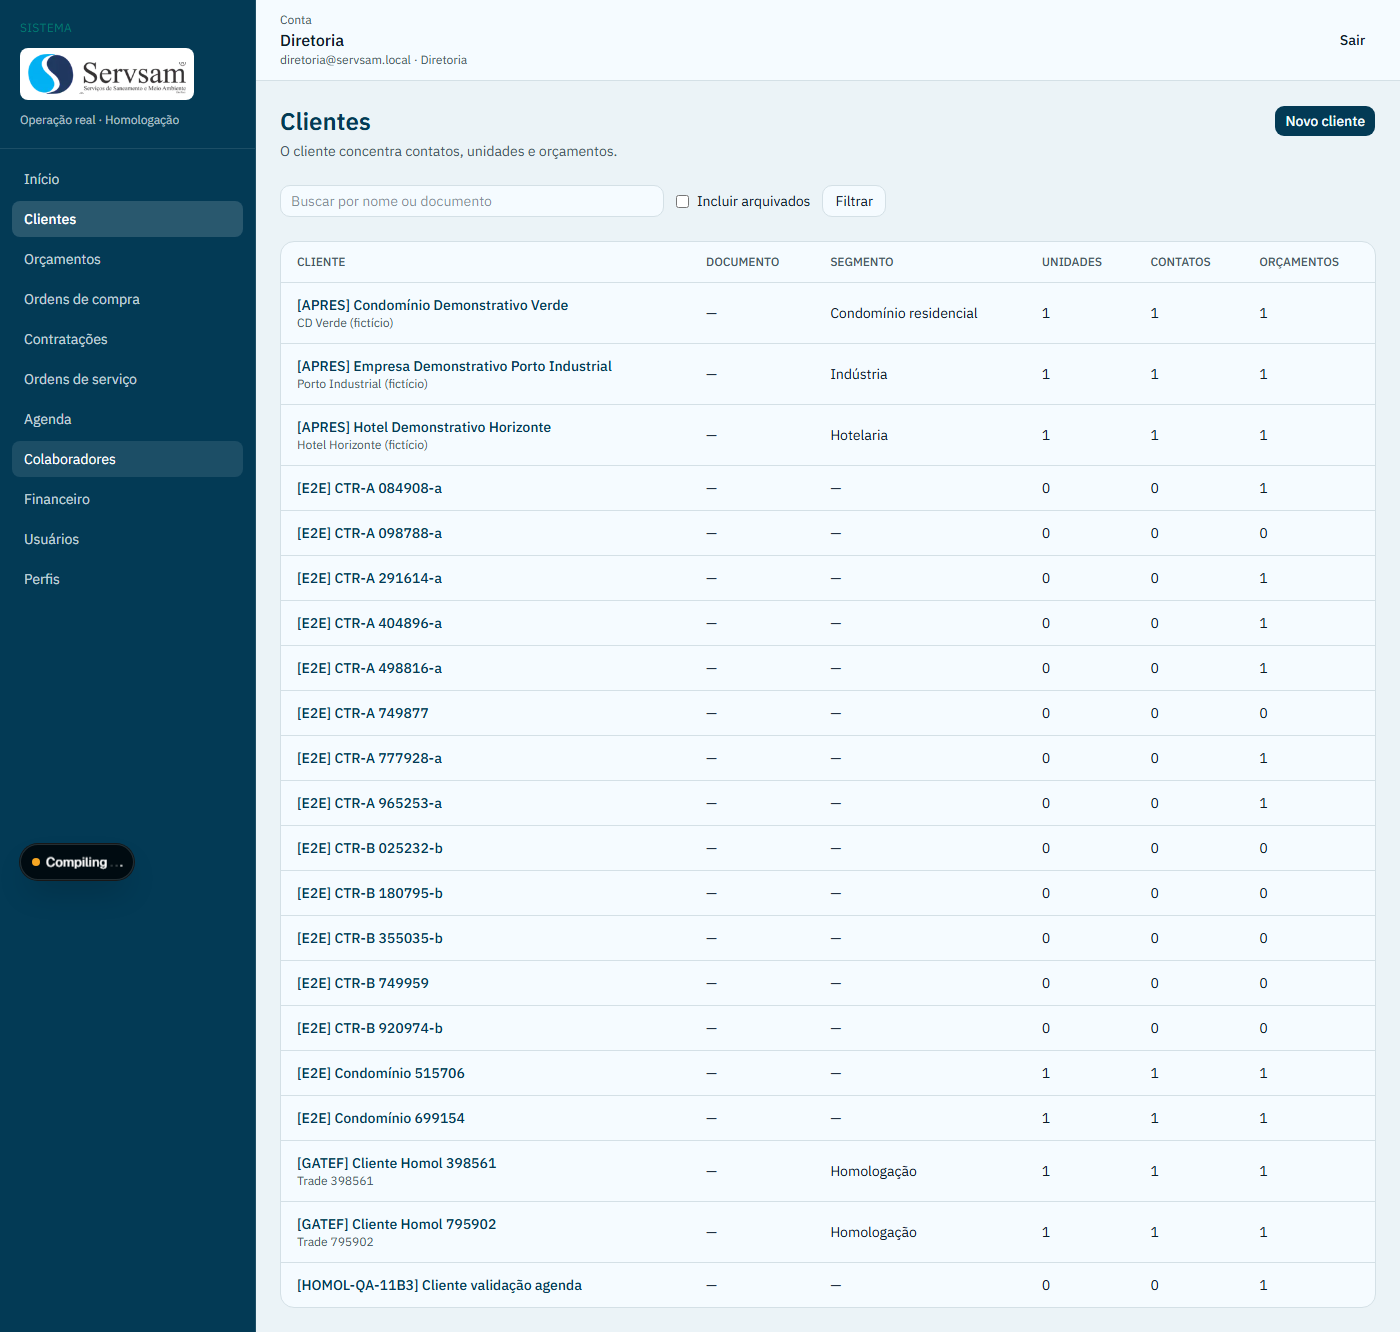 SISTEMA
Servsam
Serviços de Saneamento e Meio Ambiente
Operação real · Homologação
Início
Clientes
Orçamentos
Ordens de compra
Contratações
Ordens de serviço
Agenda
Colaboradores
Financeiro
Usuários
Perfis
Compiling...
Conta
Diretoria
diretoria@servsam.local · Diretoria
Sair
Clientes
Novo cliente
O cliente concentra contatos, unidades e orçamentos.
Buscar por nome ou documento Incluir arquivados Filtrar
CLIENTE DOCUMENTO SEGMENTO UNIDADES CONTATOS ORÇAMENTOS
[APRES] Condomínio Demonstrativo Verde — Condomínio residencial 1 1 1
CD Verde (fictício)
[APRES] Empresa Demonstrativo Porto Industrial — Indústria 1 1 1
Porto Industrial (fictício)
[APRES] Hotel Demonstrativo Horizonte — Hotelaria 1 1 1
Hotel Horizonte (fictício)
[E2E] CTR-A 084908-a — — 0 0 1
[E2E] CTR-A 098788-a — — 0 0 0
[E2E] CTR-A 291614-a — — 0 0 1
[E2E] CTR-A 404896-a — — 0 0 1
[E2E] CTR-A 498816-a — — 0 0 1
[E2E] CTR-A 749877 — — 0 0 0
[E2E] CTR-A 777928-a — — 0 0 1
[E2E] CTR-A 965253-a — — 0 0 1
[E2E] CTR-B 025232-b — — 0 0 0
[E2E] CTR-B 180795-b — — 0 0 0
[E2E] CTR-B 355035-b — — 0 0 0
[E2E] CTR-B 749959 — — 0 0 0
[E2E] CTR-B 920974-b — — 0 0 0
[E2E] Condomínio 515706 — — 1 1 1
[E2E] Condomínio 699154 — — 1 1 1
[GATEF] Cliente Homol 398561 — Homologação 1 1 1
Trade 398561
[GATEF] Cliente Homol 795902 — Homologação 1 1 1
Trade 795902
[HOMOL-QA-11B3] Cliente validação agenda — — 0 0 1